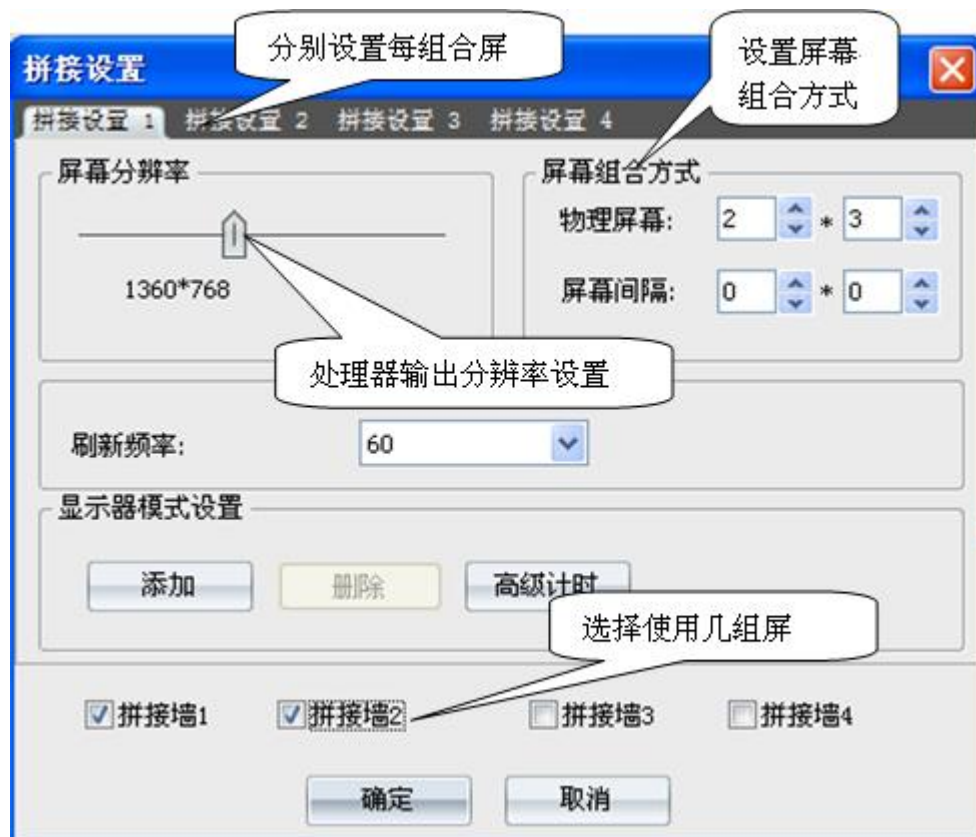 分别设置每组合屏
设置屏幕
组合方式
拼接设置
拼接设置 1 拼接设置 2 拼接设置 3 拼接设置 4
屏幕分辨率
屏幕组合方式
物理屏幕: 2 * 3
1360*768
屏幕间隔: 0 * 0
处理器输出分辨率设置
刷新频率: 60
显示器模式设置
添加 删除 高级计时
选择使用几组屏
拼接墙1 拼接墙2 拼接墙3 拼接墙4
确定 取消